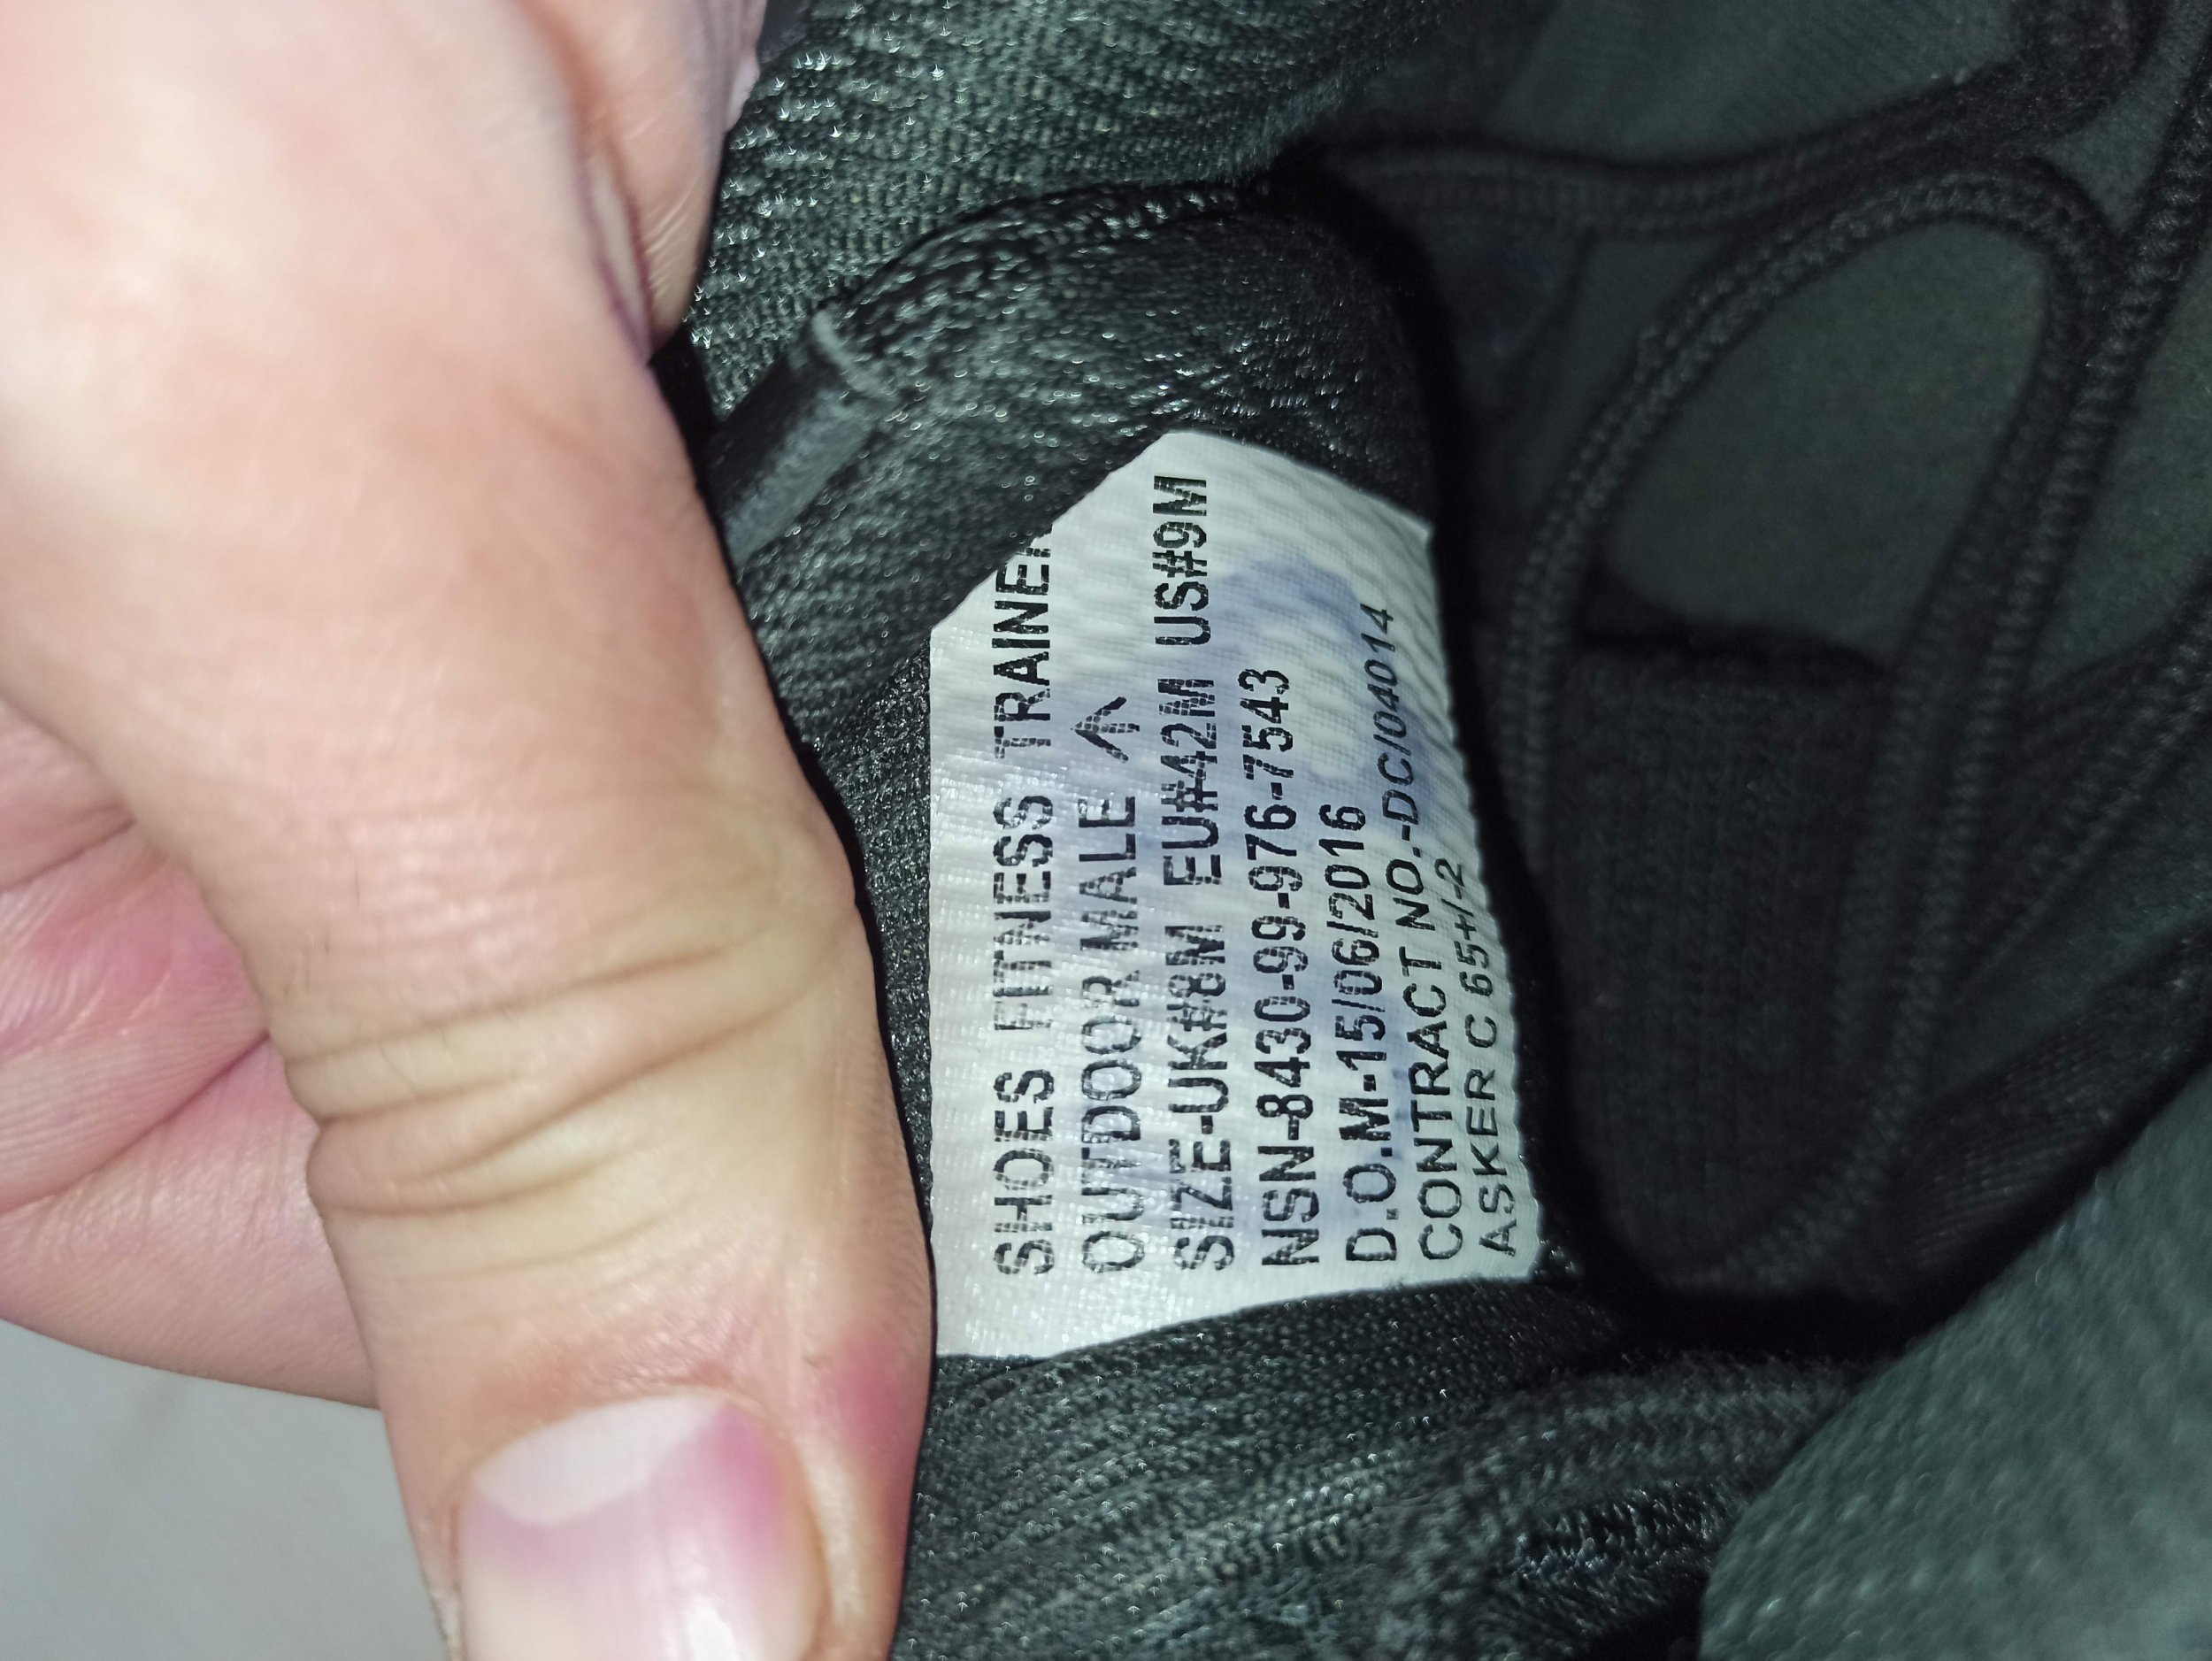 SHOES FITNESS TRAINER
OUTDOOR MALE
SIZE-UK#8M EU#42M US#9M
NSN-8430-99-976-7543
D.O.M-15/06/2016
CONTRACT NO.-DC/04014
ASKER C 65+/-2